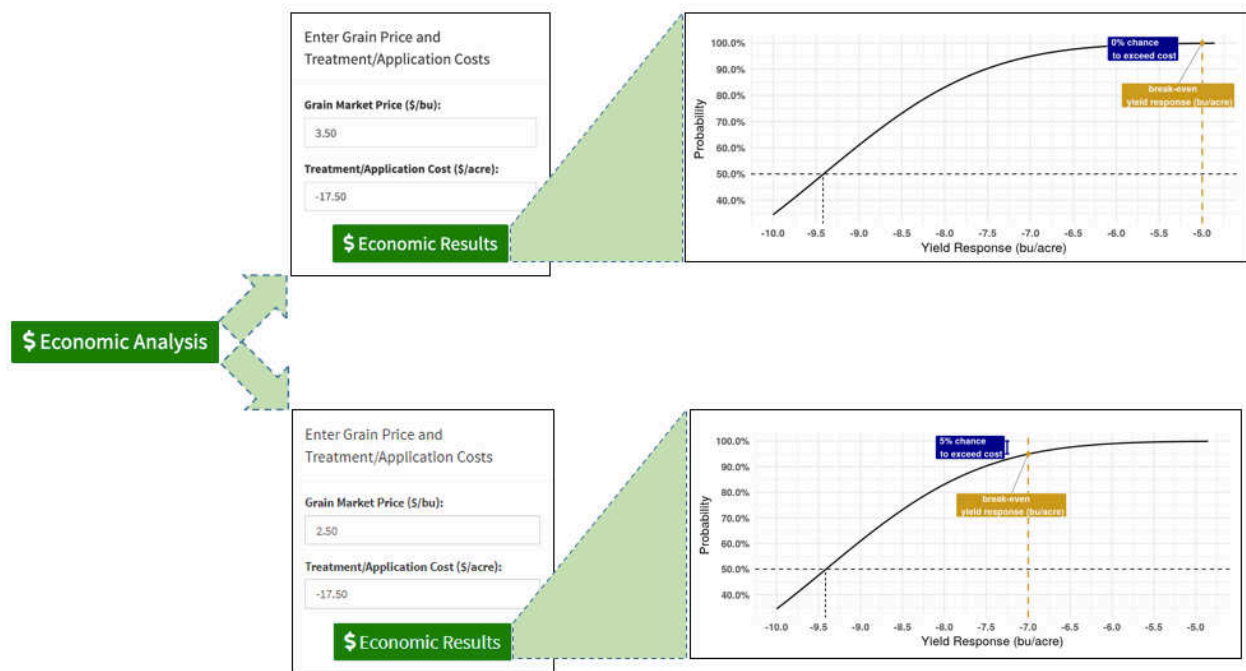 Enter Grain Price and
Treatment/Application Costs
Grain Market Price ($/bu):
3.50
Treatment/Application Cost ($/acre):
-17.50
$ Economic Results
100.0%
90.0%
80.0%
70.0%
60.0%
50.0%
40.0%
Probability
0% chance
to exceed cost
break-even
yield response (bu/acre)
-10.0 -9.5 -9.0 -8.5 -8.0 -7.5 -7.0 -6.5 -6.0 -5.5 -5.0
Yield Response (bu/acre)
$ Economic Analysis
Enter Grain Price and
Treatment/Application Costs
Grain Market Price ($/bu):
2.50
Treatment/Application Cost ($/acre):
-17.50
$ Economic Results
100.0%
90.0%
80.0%
70.0%
60.0%
50.0%
40.0%
Probability
5% chance
to exceed cost
break-even
yield response (bu/acre)
-10.0 -9.5 -9.0 -8.5 -8.0 -7.5 -7.0 -6.5 -6.0 -5.5 -5.0
Yield Response (bu/acre)